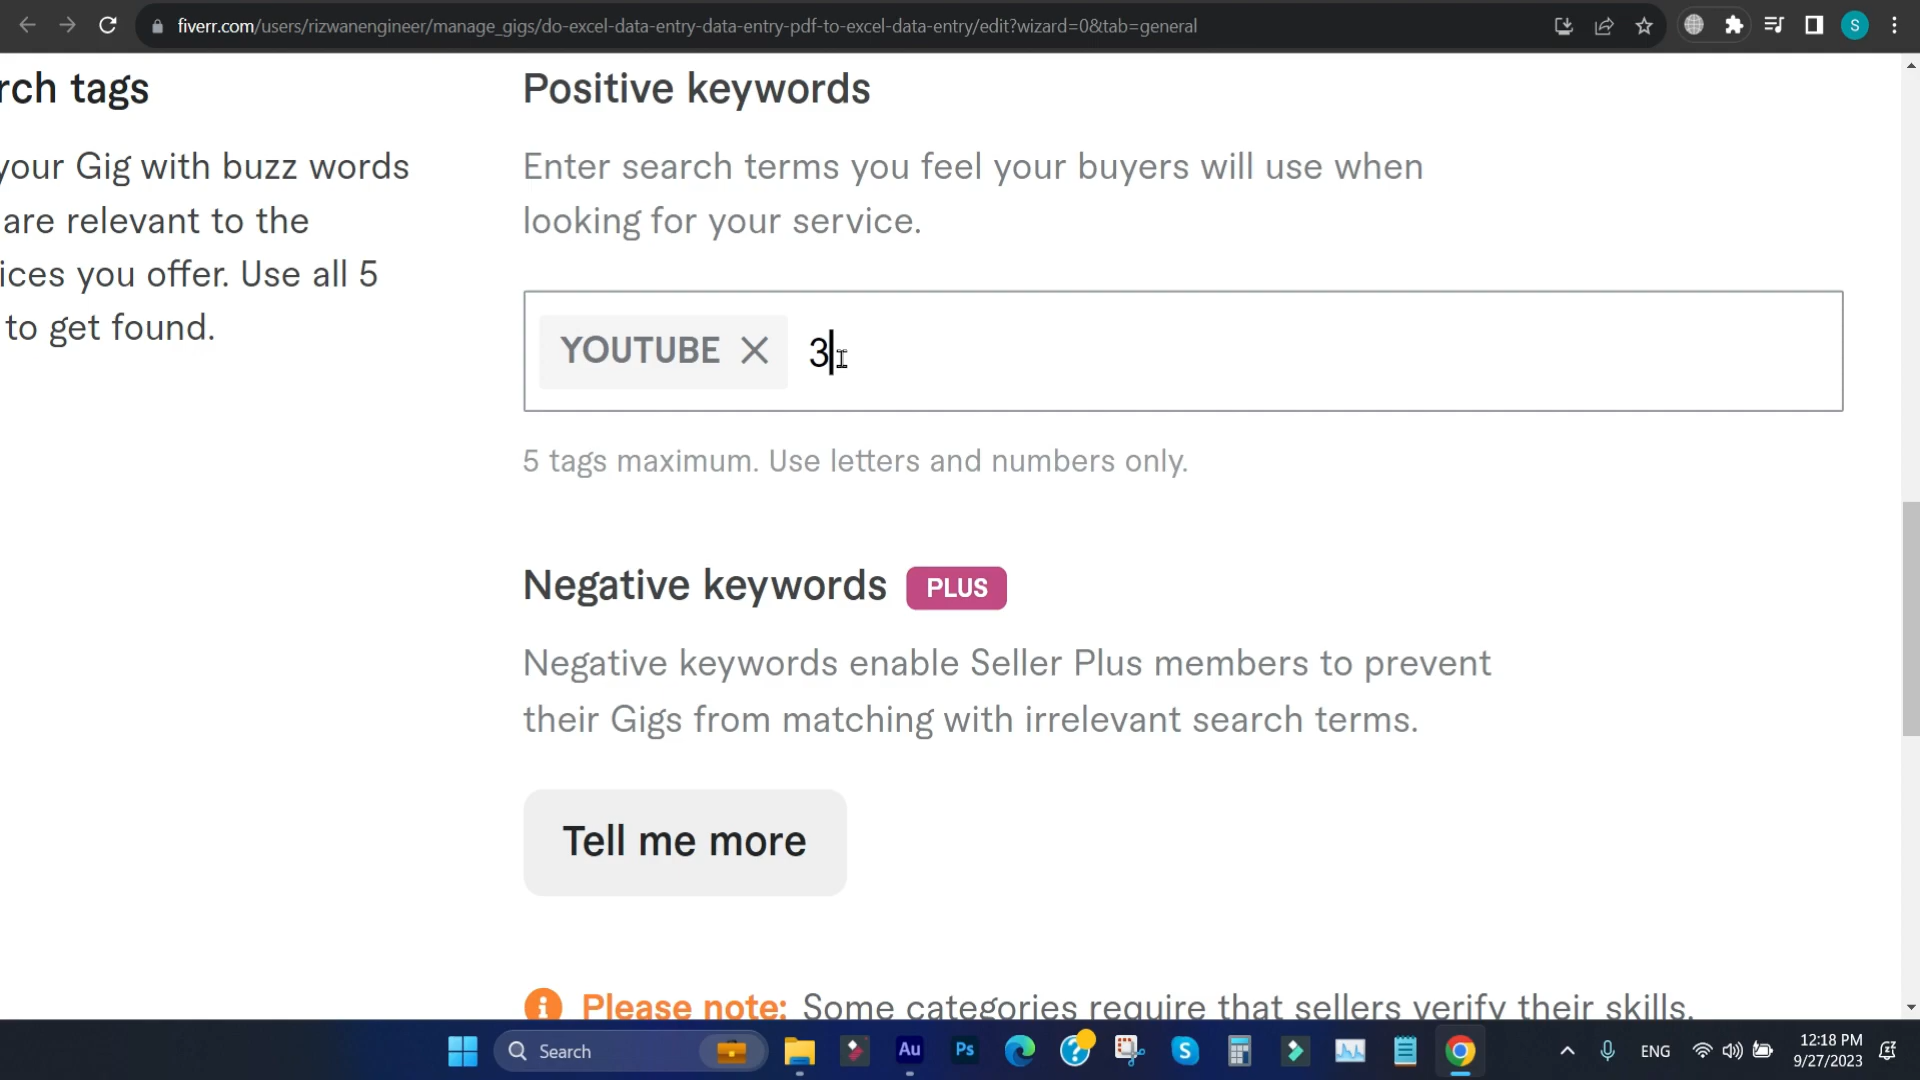 fiverr.com/users/rizwanengineer/manage_gigs/do-excel-data-entry-data-entry-pdf-to-excel-data-entry/edit?wizard=0&tab=general
S
rch tags
your Gig with buzz words
are relevant to the
ices you offer. Use all 5
to get found.
Positive keywords
Enter search terms you feel your buyers will use when
looking for your service.
YOUTUBE
3
5 tags maximum. Use letters and numbers only.
Negative keywords PLUS
Negative keywords enable Seller Plus members to prevent
their Gigs from matching with irrelevant search terms.
Tell me more
Please note: Some categories require that sellers verify their skills.
Search
Au
Ps
S
ENG
12:18 PM
9/27/2023